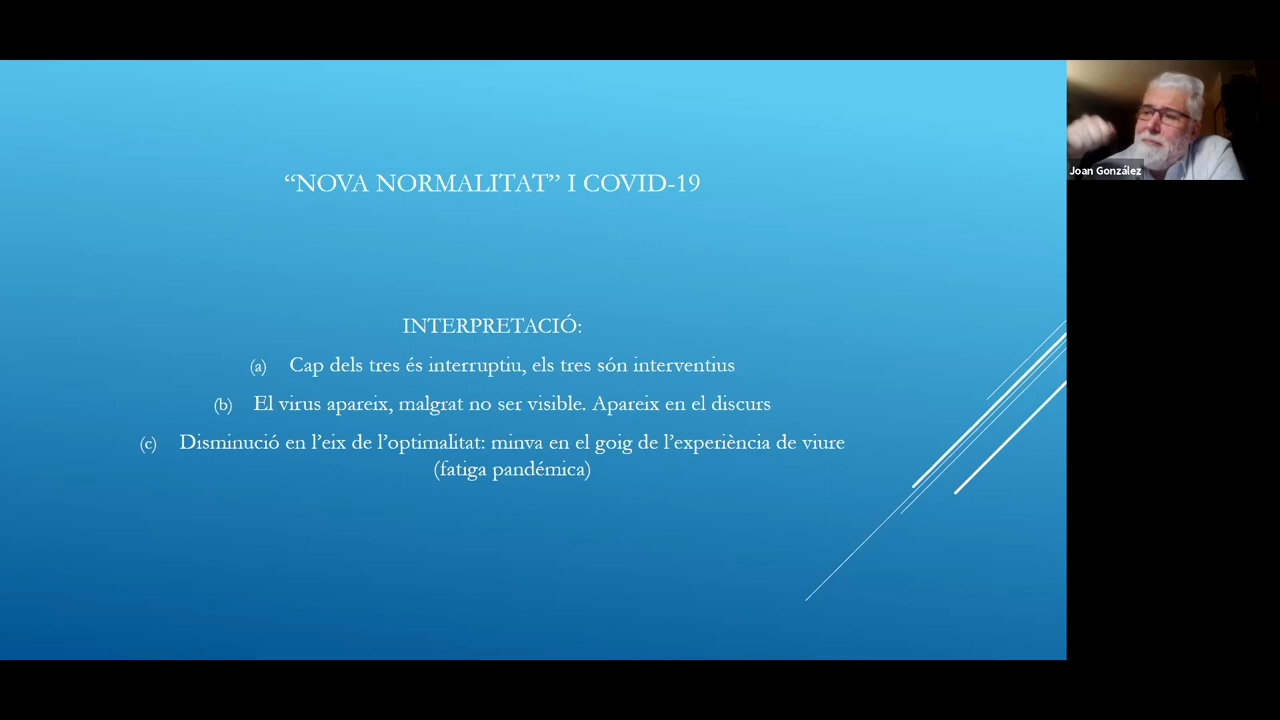 “NOVA NORMALITAT” I COVID-19
INTERPRETACIÓ:
(a) Cap dels tres és interruptiu, els tres són interventius
(b) El virus apareix, malgrat no ser visible. Apareix en el discurs
(c) Disminució en l’eix de l’optimalitat: minva en el goig de l’experiència de viure
(fatiga pandémica)
Joan González